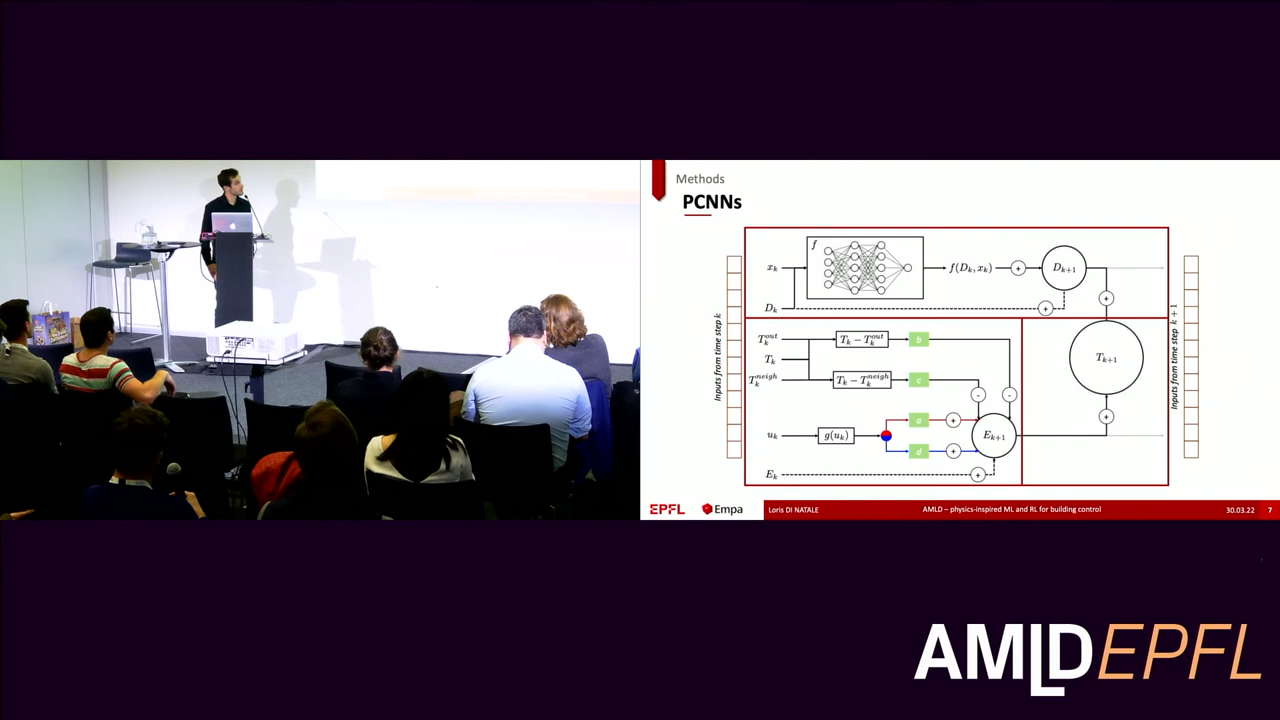 Methods
PCNNs
Inputs from time step k
x_k
D_k
f
f(D_k, x_k)
+
D_{k+1}
+
+
T_k^{out}
T_k
T_k^{neigh}
T_k − T_k^{out}
b
T_k − T_k^{neigh}
c
-
-
u_k
g(u_k)
a
+
d
+
E_{k+1}
E_k
+
T_{k+1}
+
Inputs from time step k + 1
EPFL
Empa
Loris DI NATALE
AMLD – physics-inspired ML and RL for building control
30.03.22
7
AMLDEPFL